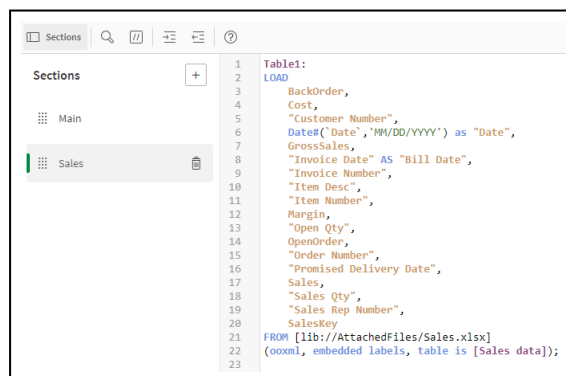 Sections
Sections
Main
Sales
1 Table1:
2 LOAD
3 BackOrder,
4 Cost,
5 "Customer Number",
6 Date#(`Date`,'MM/DD/YYYY') as "Date",
7 GrossSales,
8 "Invoice Date" AS "Bill Date",
9 "Invoice Number",
10 "Item Desc",
11 "Item Number",
12 Margin,
13 "Open Qty",
14 OpenOrder,
15 "Order Number",
16 "Promised Delivery Date",
17 Sales,
18 "Sales Qty",
19 "Sales Rep Number",
20 SalesKey
21 FROM [lib://AttachedFiles/Sales.xlsx]
22 (ooxml, embedded labels, table is [Sales data]);
23